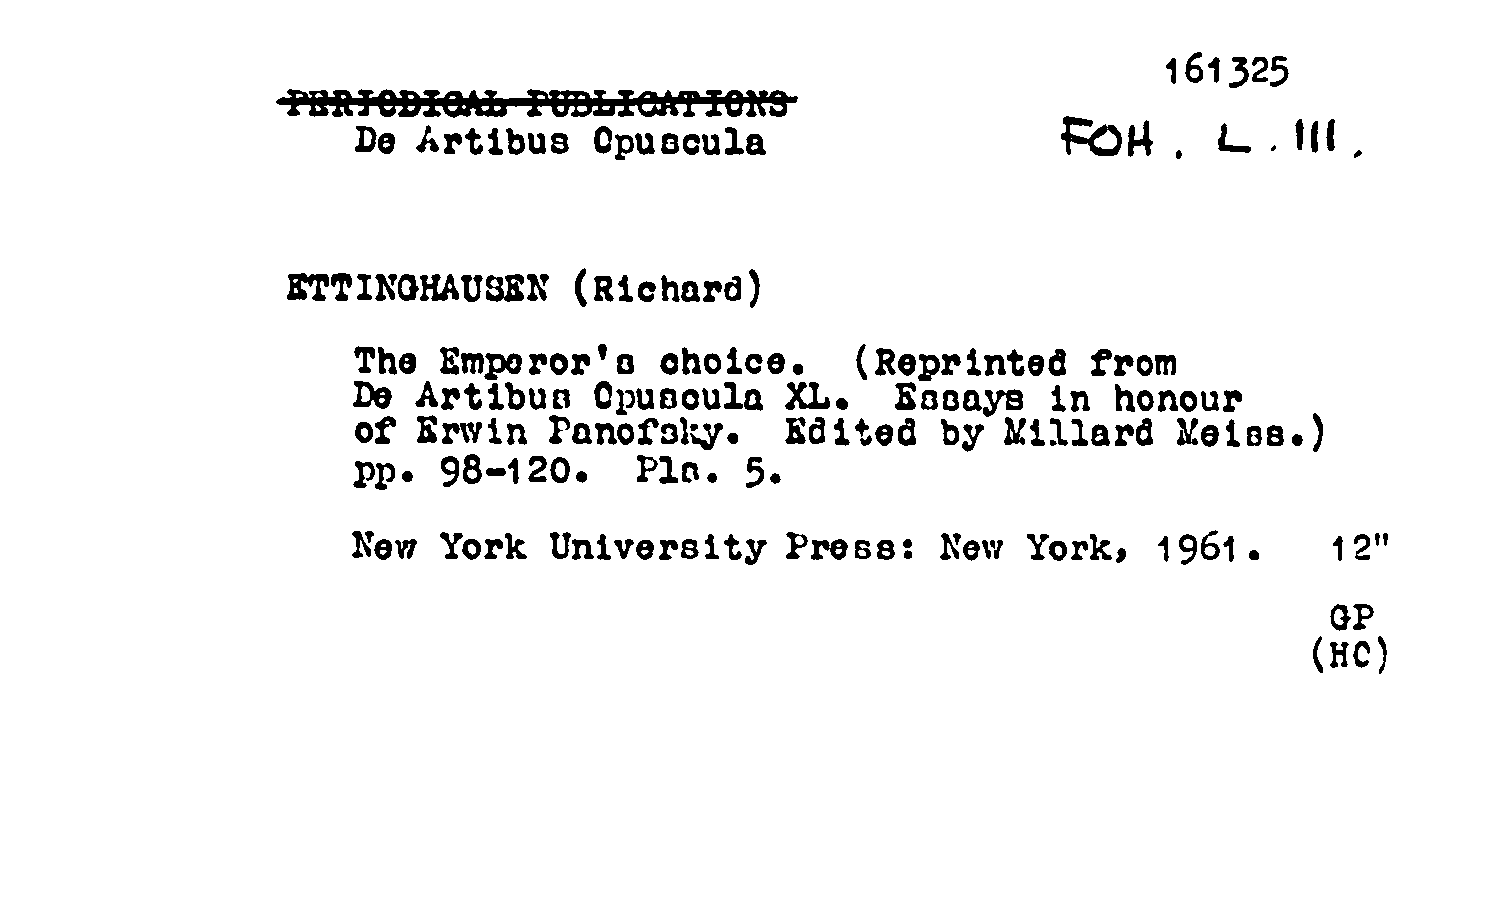 161325
PERIODICAL PUBLICATIONS
De Artibus Opuscula
FOH. L. III.
ETTINGHAUSEN (Richard)
The Emperor's choice. (Reprinted from
De Artibus Opuscula XL. Essays in honour
of Erwin Panofsky. Edited by Millard Meiss.)
pp. 98-120. Pls. 5.
New York University Press: New York, 1961. 12"
GP
(HC)